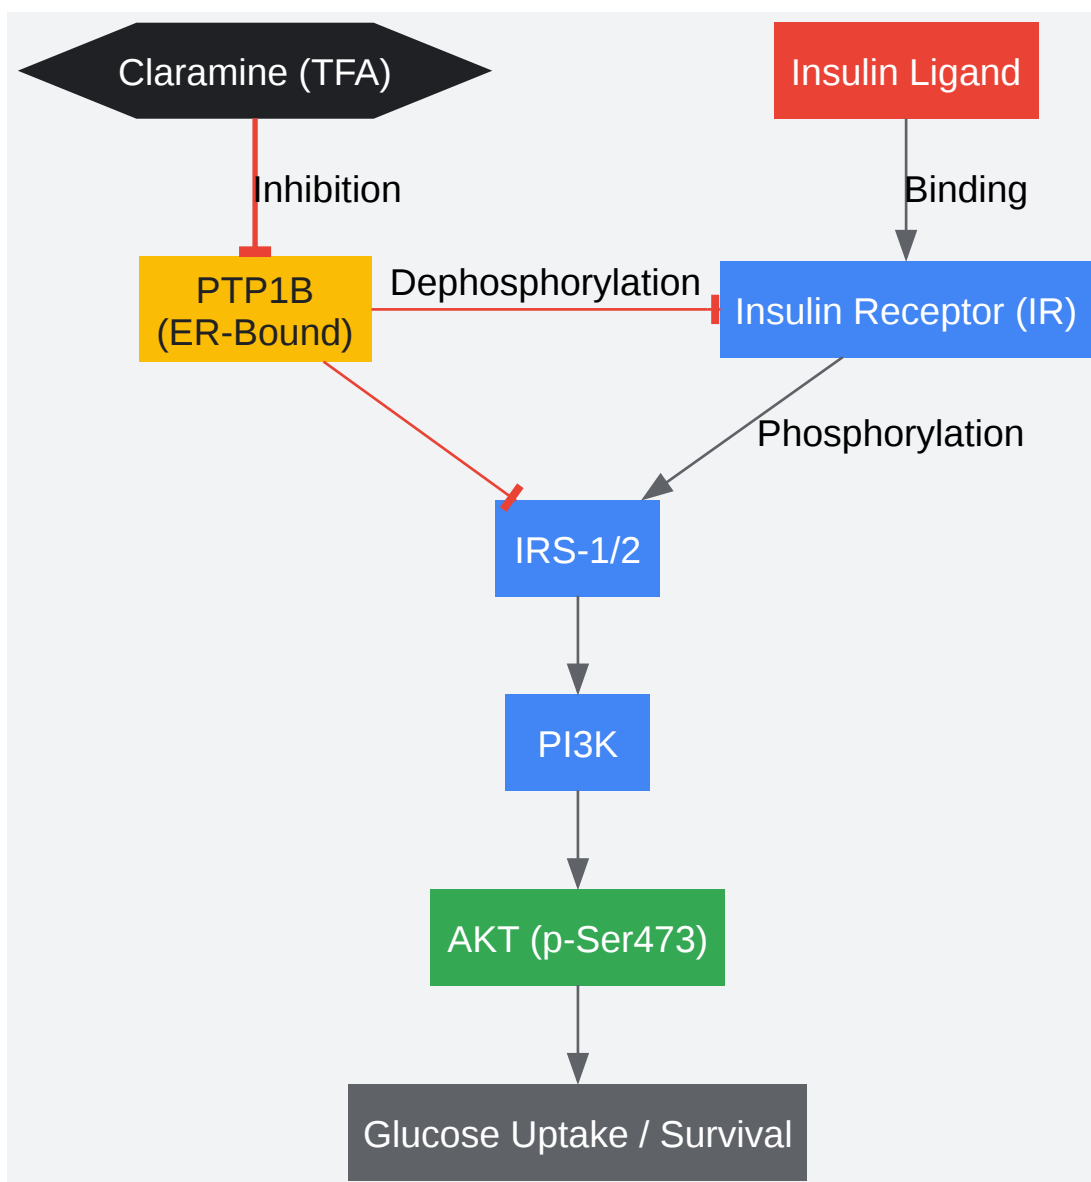 Claramine (TFA)
Insulin Ligand
Inhibition
Binding
PTP1B
(ER-Bound)
Dephosphorylation
Insulin Receptor (IR)
Phosphorylation
IRS-1/2
PI3K
AKT (p-Ser473)
Glucose Uptake / Survival